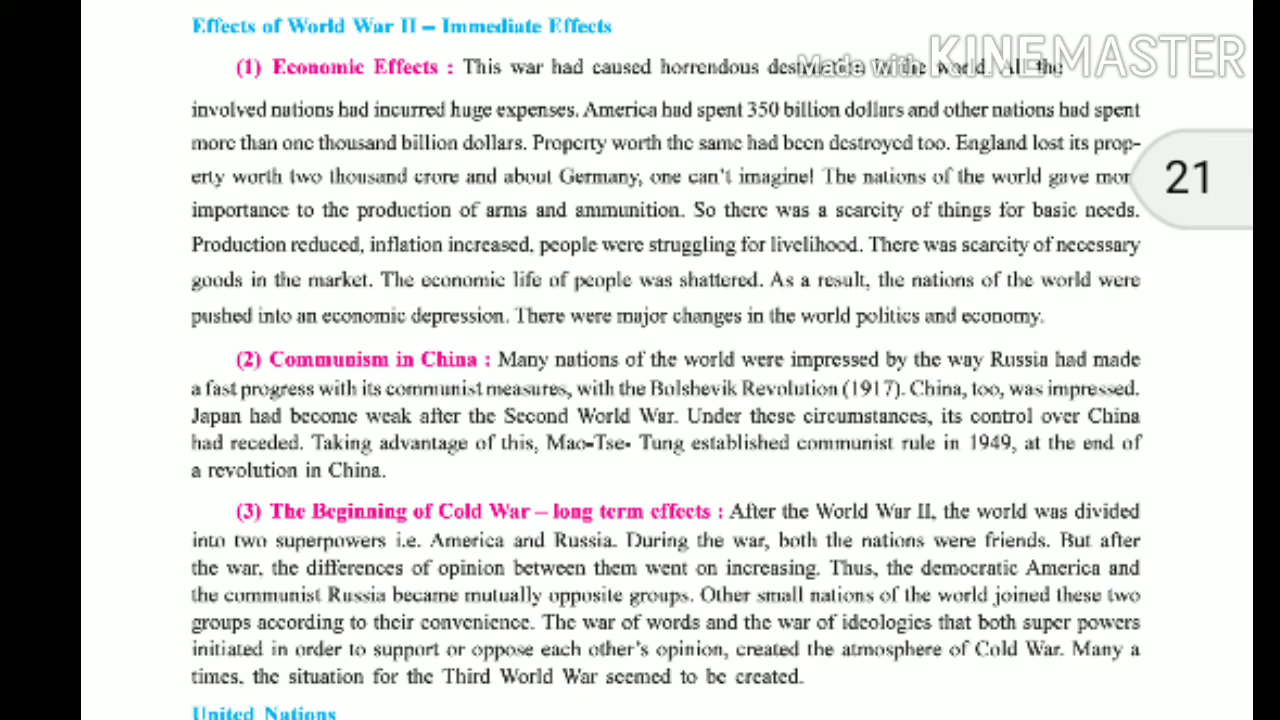 Effects of World War II – Immediate Effects
(1) Economic Effects : This war had caused horrendous destruction in the world. All the
Made with KINEMASTER
involved nations had incurred huge expenses. America had spent 350 billion dollars and other nations had spent
more than one thousand billion dollars. Property worth the same had been destroyed too. England lost its prop-
erty worth two thousand crore and about Germany, one can't imagine! The nations of the world gave more
21
importance to the production of arms and ammunition. So there was a scarcity of things for basic needs.
Production reduced, inflation increased, people were struggling for livelihood. There was scarcity of necessary
goods in the market. The economic life of people was shattered. As a result, the nations of the world were
pushed into an economic depression. There were major changes in the world politics and economy.
(2) Communism in China : Many nations of the world were impressed by the way Russia had made
a fast progress with its communist measures, with the Bolshevik Revolution (1917). China, too, was impressed.
Japan had become weak after the Second World War. Under these circumstances, its control over China
had receded. Taking advantage of this, Mao-Tse- Tung established communist rule in 1949, at the end of
a revolution in China.
(3) The Beginning of Cold War – long term effects : After the World War II, the world was divided
into two superpowers i.e. America and Russia. During the war, both the nations were friends. But after
the war, the differences of opinion between them went on increasing. Thus, the democratic America and
the communist Russia became mutually opposite groups. Other small nations of the world joined these two
groups according to their convenience. The war of words and the war of ideologies that both super powers
initiated in order to support or oppose each other's opinion, created the atmosphere of Cold War. Many a
times, the situation for the Third World War seemed to be created.
United Nations